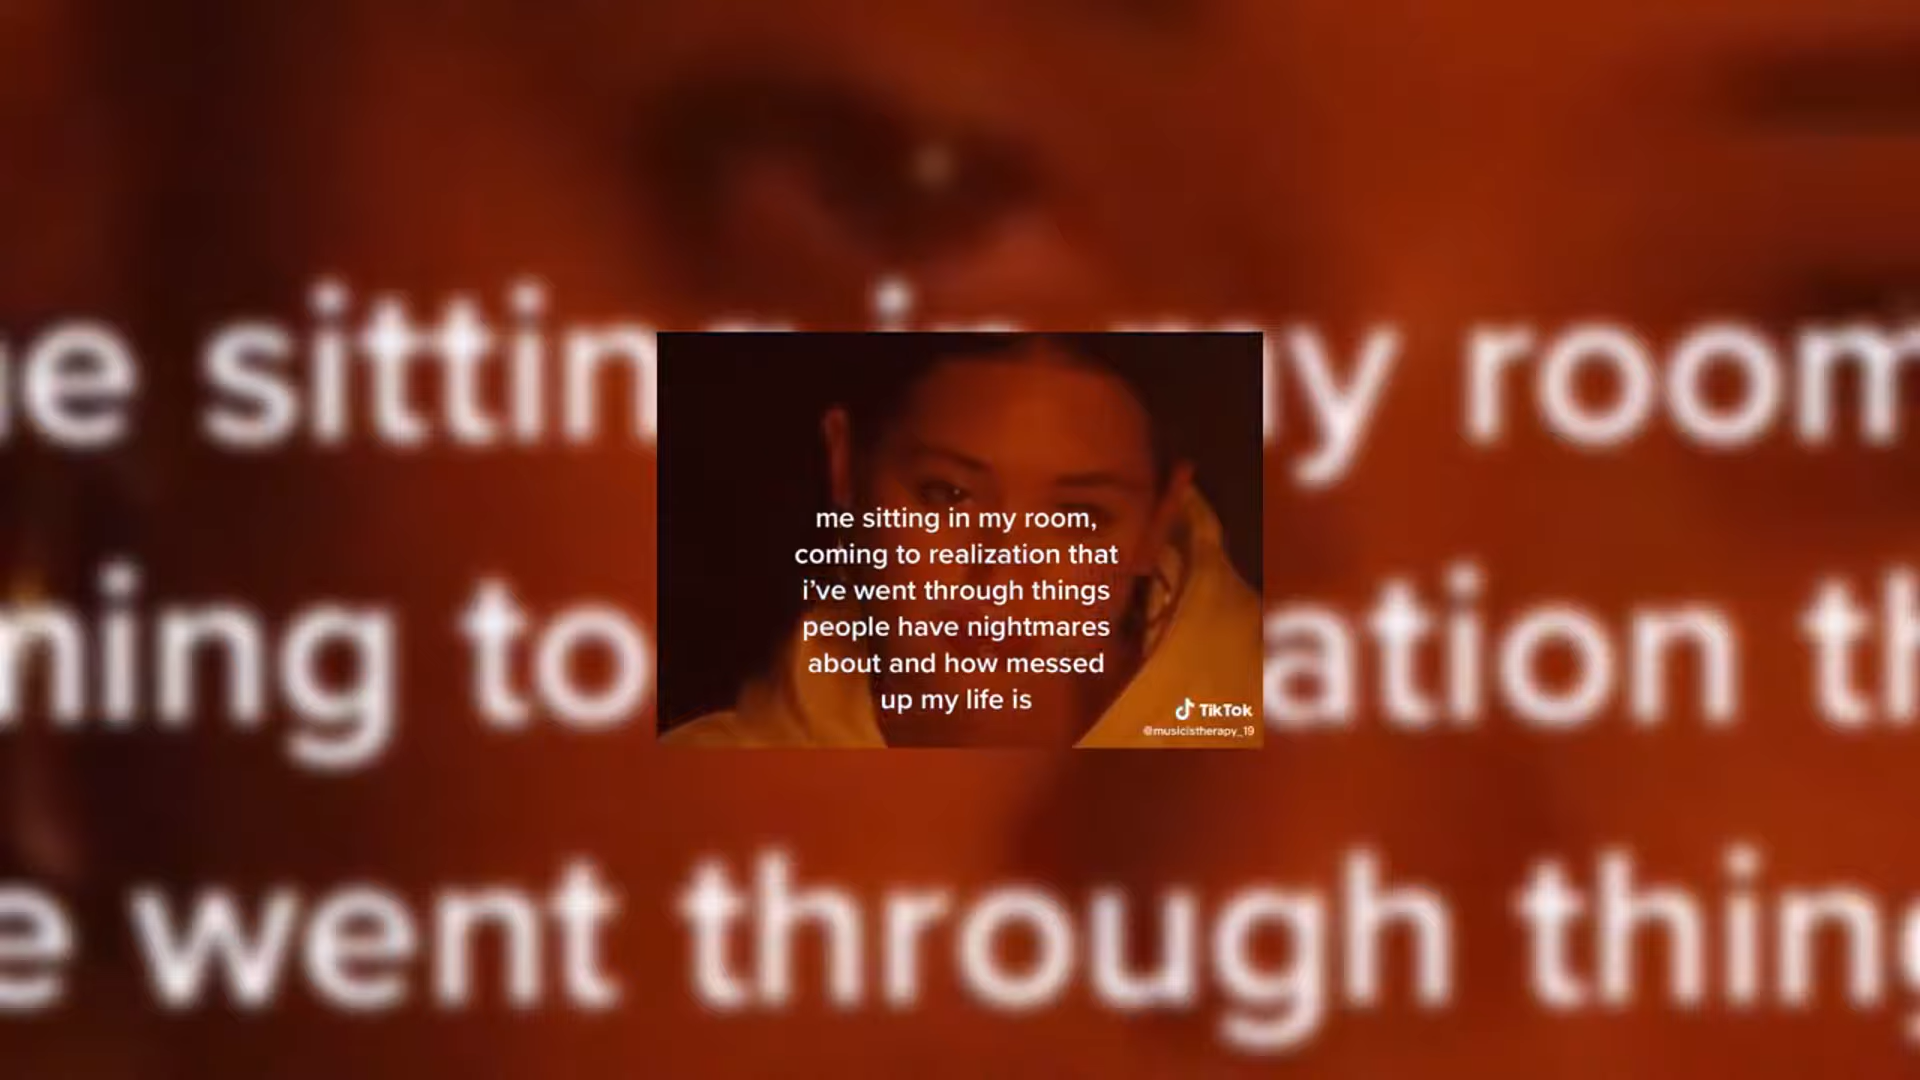 me sitting in my room,
coming to realization that
i've went through things
people have nightmares
about and how messed
up my life is
TikTok
@musicistherapy_19